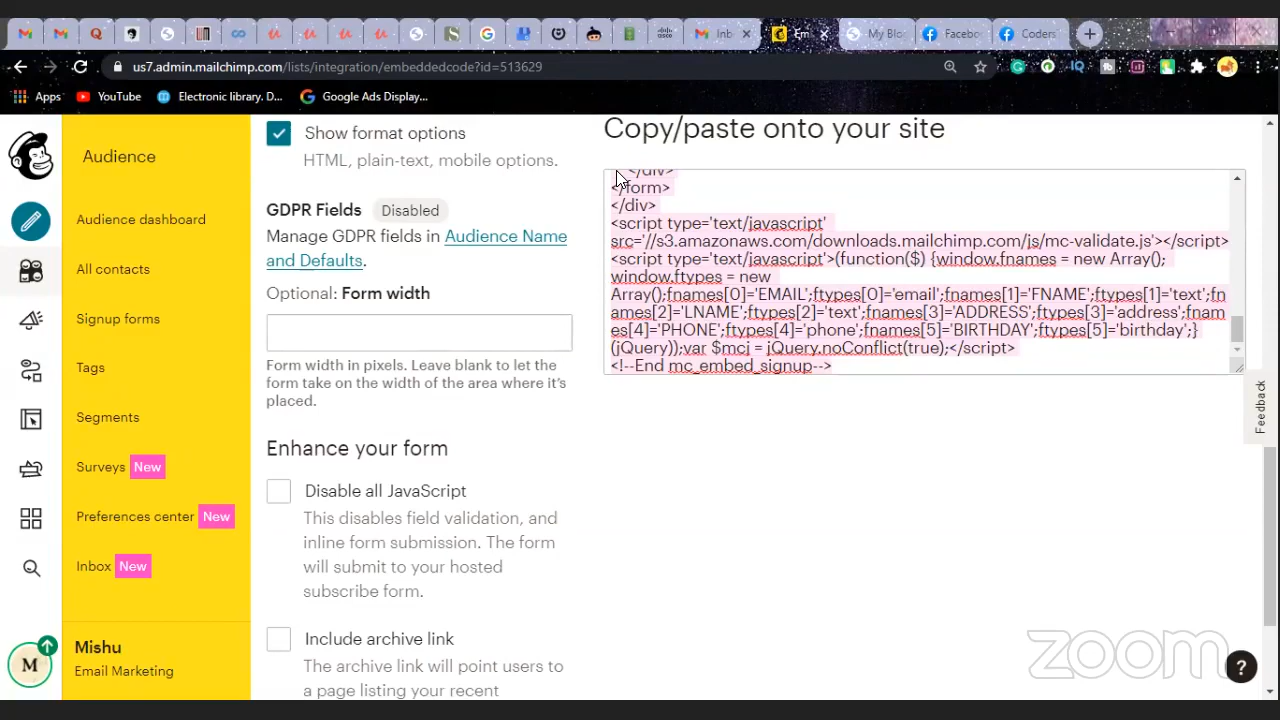 Inb
Em
My Blo
Facebo
Coders
us7.admin.mailchimp.com/lists/integration/embeddedcode?id=513629
Apps
YouTube
Electronic library. D...
Google Ads Display...
Audience
Audience dashboard
All contacts
Signup forms
Tags
Segments
Surveys New
Preferences center New
Inbox New
M
Mishu
Email Marketing
Show format options
HTML, plain-text, mobile options.
GDPR Fields Disabled
Manage GDPR fields in Audience Name
and Defaults.
Optional: Form width
Form width in pixels. Leave blank to let the
form take on the width of the area where it's
placed.
Enhance your form
Disable all JavaScript
This disables field validation, and
inline form submission. The form
will submit to your hosted
subscribe form.
Include archive link
The archive link will point users to
a page listing your recent
Copy/paste onto your site
</div>
</form>
</div>
<script type='text/javascript'
src='//s3.amazonaws.com/downloads.mailchimp.com/js/mc-validate.js'></script>
<script type='text/javascript'>(function($) {window.fnames = new Array();
window.ftypes = new
Array();fnames[0]='EMAIL';ftypes[0]='email';fnames[1]='FNAME';ftypes[1]='text';fn
ames[2]='LNAME';ftypes[2]='text';fnames[3]='ADDRESS';ftypes[3]='address';fnam
es[4]='PHONE';ftypes[4]='phone';fnames[5]='BIRTHDAY';ftypes[5]='birthday';}
(jQuery));var $mcj = jQuery.noConflict(true);</script>
<!--End mc_embed_signup-->
Feedback
zoom
?